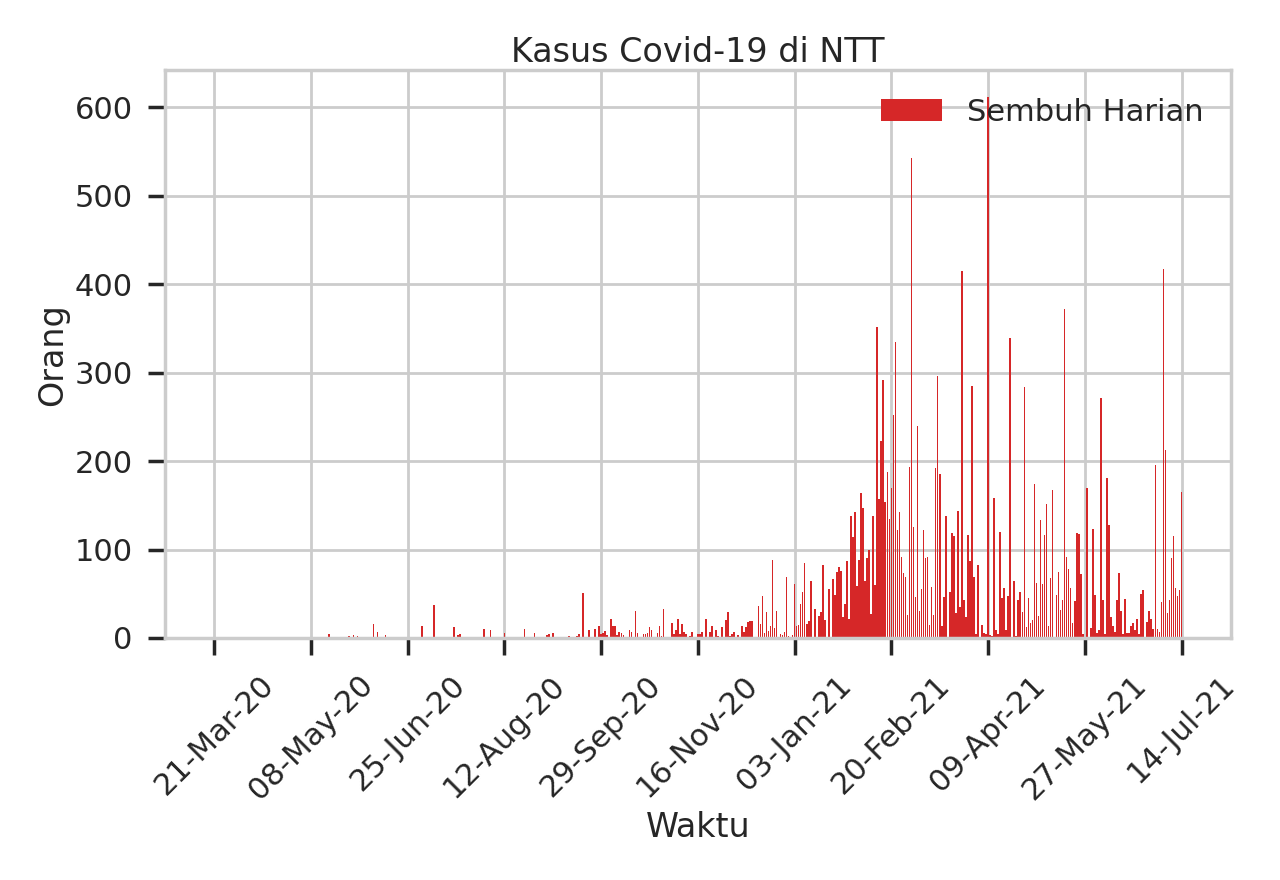 Kasus Covid-19 di NTT
Sembuh Harian
Orang
600
500
400
300
200
100
0
21-Mar-20
08-May-20
25-Jun-20
12-Aug-20
29-Sep-20
16-Nov-20
03-Jan-21
20-Feb-21
09-Apr-21
27-May-21
14-Jul-21
Waktu